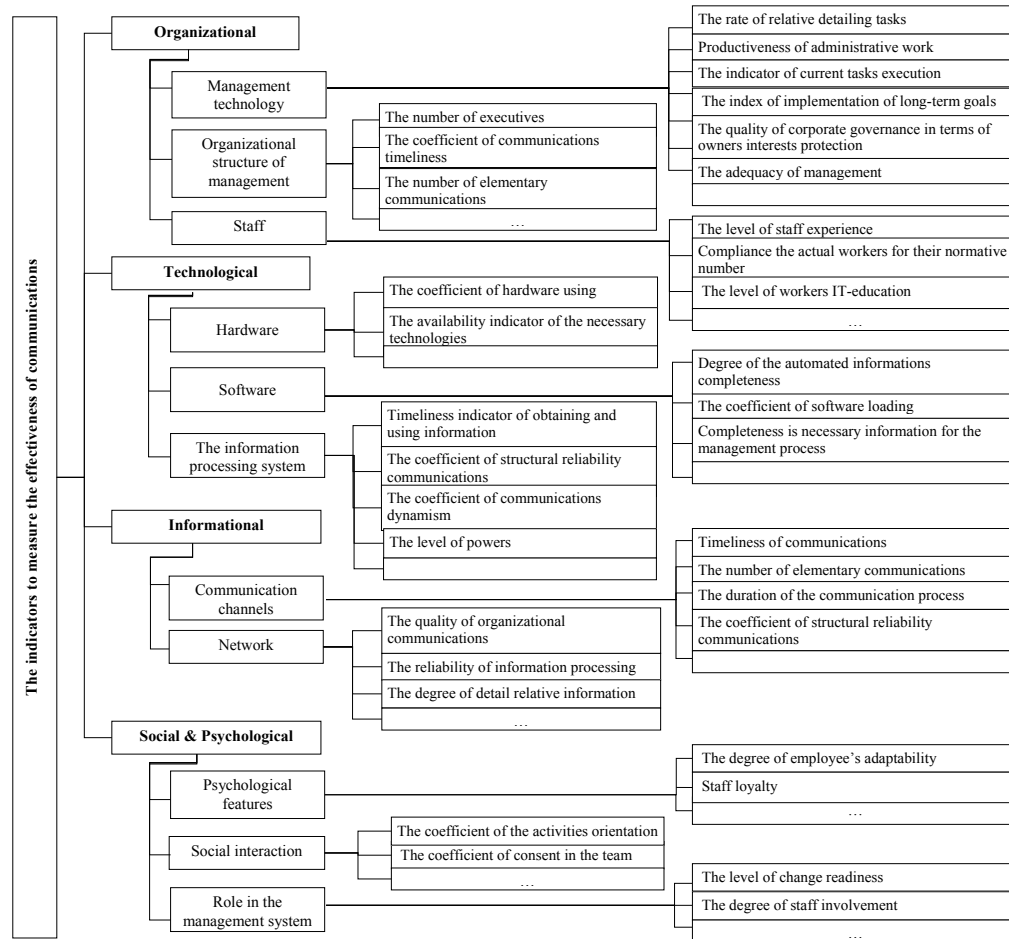 The indicators to measure the effectiveness of communications
Organizational
Management
technology
The rate of relative detailing tasks
Productiveness of administrative work
The indicator of current tasks execution
The index of implementation of long-term goals
The quality of corporate governance in terms of
owners interests protection
The adequacy of management
Organizational
structure of
management
The number of executives
The coefficient of communications
timeliness
The number of elementary
communications
…
Staff
The level of staff experience
Compliance the actual workers for their normative
number
The level of workers IT-education
…
Technological
Hardware
The coefficient of hardware using
The availability indicator of the necessary
technologies
Software
Degree of the automated informations
completeness
The coefficient of software loading
Completeness is necessary information for the
management process
The information
processing system
Timeliness indicator of obtaining and
using information
The coefficient of structural reliability
communications
The coefficient of communications
dynamism
The level of powers
Informational
Communication
channels
Timeliness of communications
The number of elementary communications
The duration of the communication process
The coefficient of structural reliability
communications
Network
The quality of organizational
communications
The reliability of information processing
The degree of detail relative information
…
Social & Psychological
Psychological
features
The degree of employee’s adaptability
Staff loyalty
…
Social interaction
The coefficient of the activities orientation
The coefficient of consent in the team
…
Role in the
management system
The level of change readiness
The degree of staff involvement
…